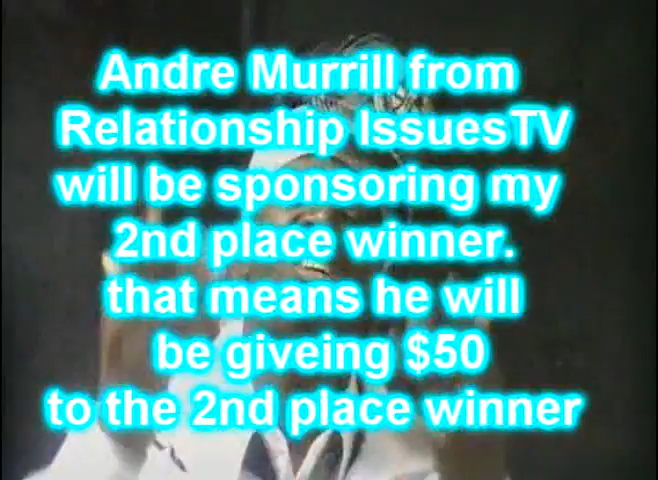 Andre Murrill from
Relationship IssuesTV
will be sponsoring my
2nd place winner.
that means he will
be giveing $50
to the 2nd place winner